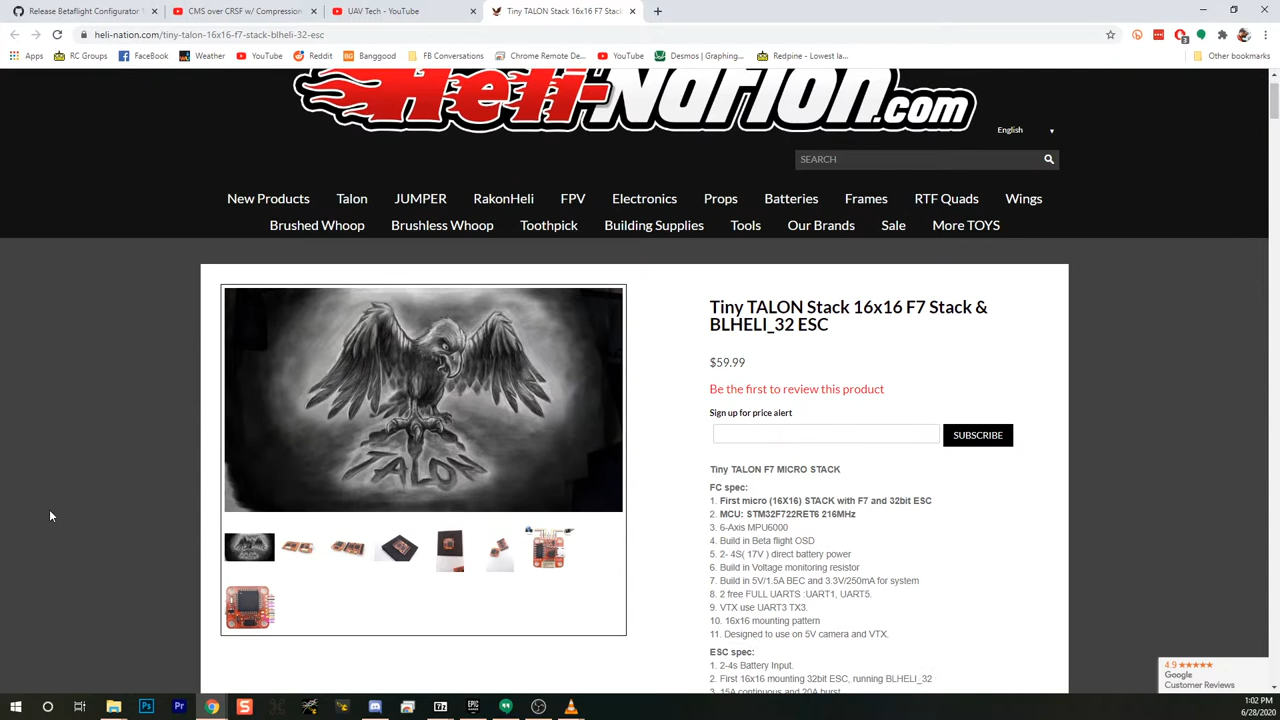 Release Betaflight Configurator
CMS over CRSF w/ Compression
UAV Tech - YouTube
Tiny TALON Stack 16x16 F7 Stack
heli-nation.com/tiny-talon-16x16-f7-stack-blheli-32-esc
Apps
RC Groups
FaceBook
Weather
YouTube
Reddit
Banggood
FB Conversations
Chrome Remote De...
YouTube
Desmos | Graphing...
Redpine - Lowest la...
Other bookmarks
Heli-Nation.com
English
SEARCH
New Products Talon JUMPER RakonHeli FPV Electronics Props Batteries Frames RTF Quads Wings
Brushed Whoop Brushless Whoop Toothpick Building Supplies Tools Our Brands Sale More TOYS
TALON
Tiny TALON Stack 16x16 F7 Stack &
BLHELI_32 ESC
$59.99
Be the first to review this product
Sign up for price alert
SUBSCRIBE
Tiny TALON F7 MICRO STACK
FC spec:
1. First micro (16X16) STACK with F7 and 32bit ESC
2. MCU: STM32F722RET6 216MHz
3. 6-Axis MPU6000
4. Build in Beta flight OSD
5. 2- 4S( 17V ) direct battery power
6. Build in Voltage monitoring resistor
7. Build in 5V/1.5A BEC and 3.3V/250mA for system
8. 2 free FULL UARTS :UART1, UART5.
9. VTX use UART3 TX3.
10. 16x16 mounting pattern
11. Designed to use on 5V camera and VTX.
ESC spec:
1. 2-4s Battery Input.
2. First 16x16 mounting 32bit ESC, running BLHELI_32
3. 15A continuous and 20A burst
4.9 ★★★★★
Google
Customer Reviews
1:02 PM
6/28/2020